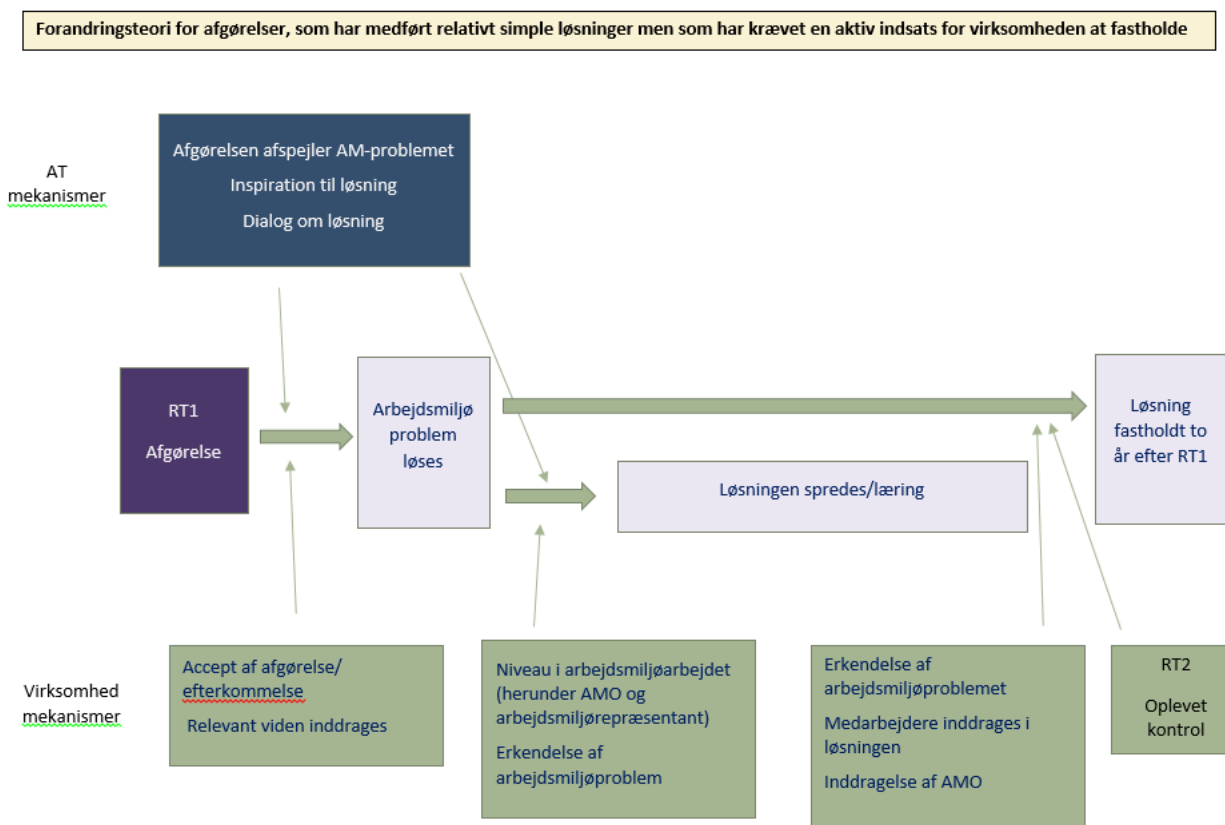 Forandringsteori for afgørelser, som har medført relativt simple løsninger men som har krævet en aktiv indsats for virksomheden at fastholde
AT
mekanismer
Afgørelsen afspejler AM-problemet
Inspiration til løsning
Dialog om løsning
RT1
Afgørelse
Arbejdsmiljø
problem
løses
Løsningen spredes/læring
Løsning
fastholdt to
år efter RT1
Virksomhed
mekanismer
Accept af afgørelse/
efterkommelse
Relevant viden inddrages
Niveau i arbejdsmiljøarbejdet
(herunder AMO og
arbejdsmiljørepræsentant)
Erkendelse af
arbejdsmiljøproblem
Erkendelse af
arbejdsmiljøproblemet
Medarbejdere inddrages i
løsningen
Inddragelse af AMO
RT2
Oplevet
kontrol